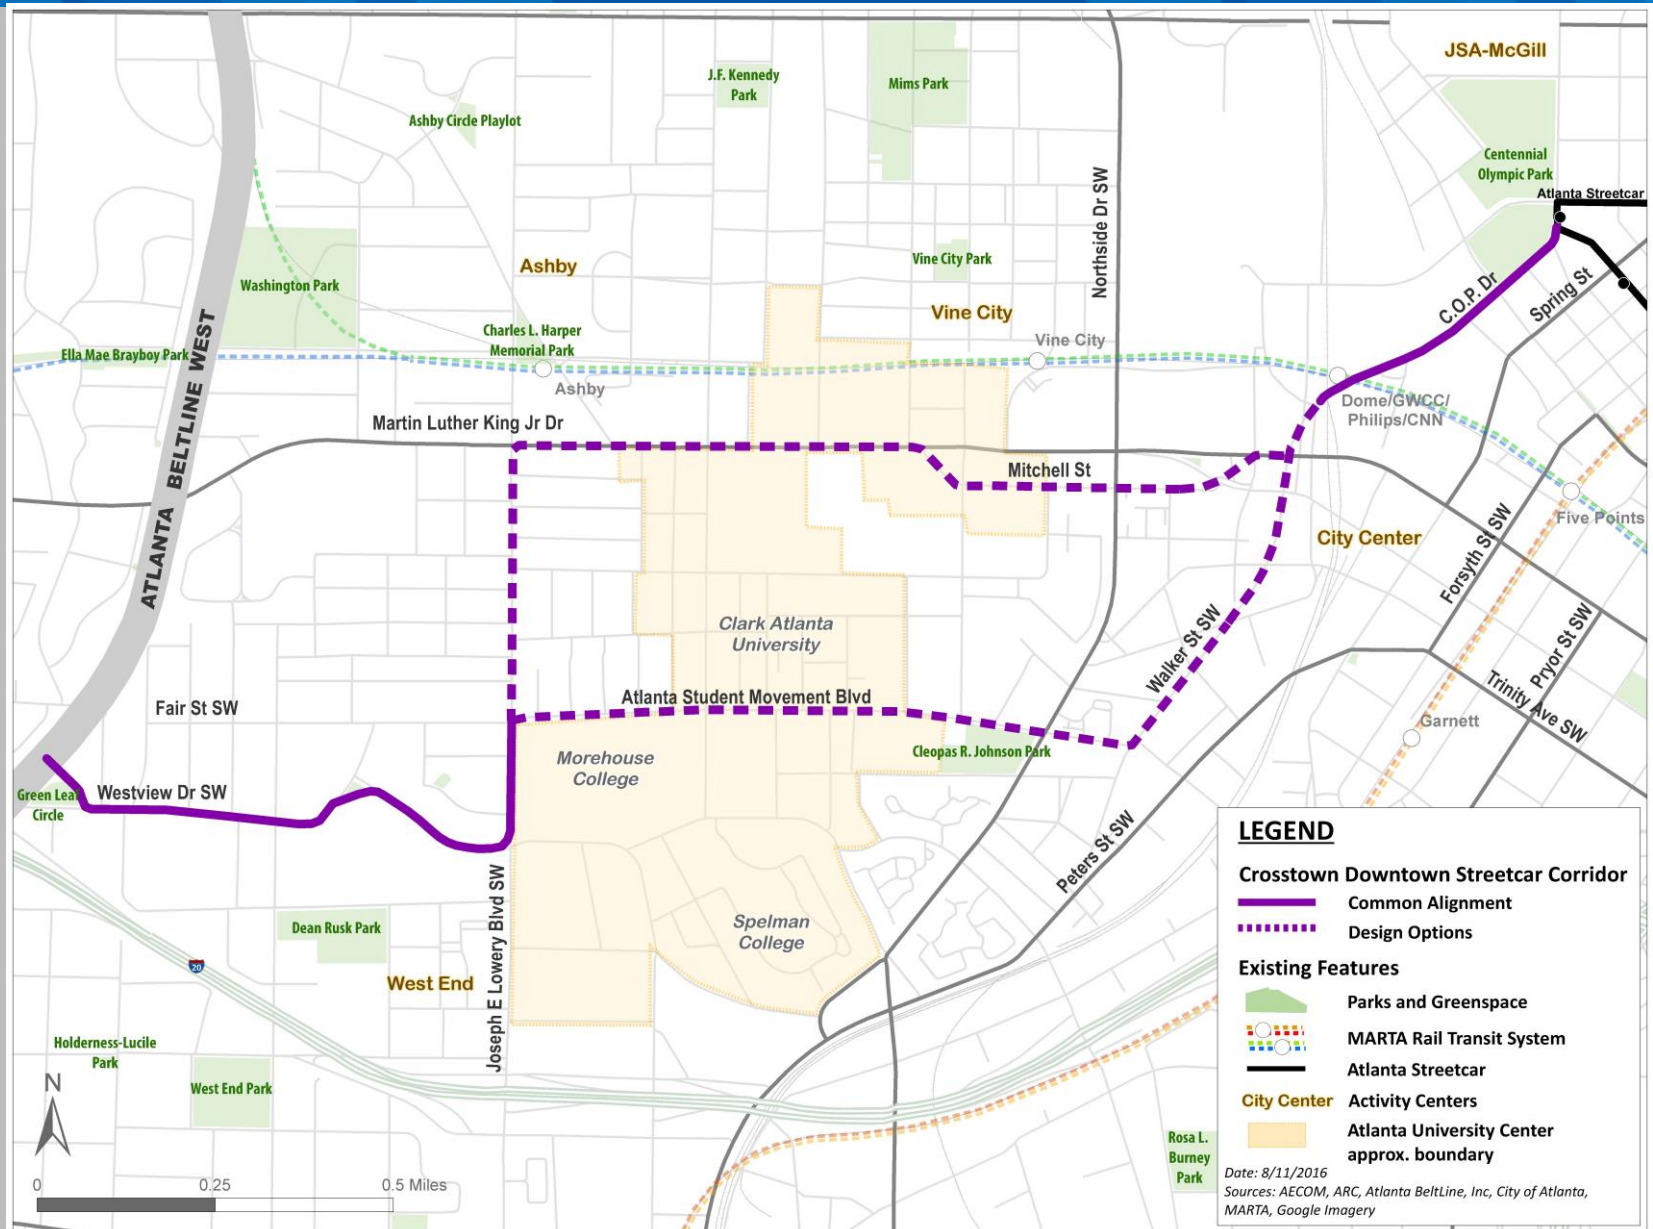 JSA-McGill
J.F. Kennedy
Park
Mims Park
Ashby Circle Playlot
Centennial
Olympic Park
Atlanta Streetcar
Northside Dr SW
Vine City Park
Ashby
Washington Park
C.O.P. Dr
Spring St
Vine City
Charles L. Harper
Memorial Park
Vine City
Ella Mae Brayboy Park
Ashby
Dome/GWCC/
Philips/CNN
ATLANTA BELTLINE WEST
Martin Luther King Jr Dr
Mitchell St
Five Points
City Center
Forsyth St SW
Clark Atlanta
University
Walker St SW
Pryor St SW
Atlanta Student Movement Blvd
Trinity Ave SW
Fair St SW
Garnett
Cleopas R. Johnson Park
Morehouse
College
Westview Dr SW
Green Leaf
Circle
Peters St SW
Joseph E Lowery Blvd SW
Spelman
College
Dean Rusk Park
20
West End
Holderness-Lucile
Park
West End Park
Rosa L.
Burney
Park
N
0 0.25 0.5 Miles
LEGEND
Crosstown Downtown Streetcar Corridor
Common Alignment
Design Options
Existing Features
Parks and Greenspace
MARTA Rail Transit System
Atlanta Streetcar
City Center Activity Centers
Atlanta University Center
approx. boundary
Date: 8/11/2016
Sources: AECOM, ARC, Atlanta BeltLine, Inc, City of Atlanta,
MARTA, Google Imagery